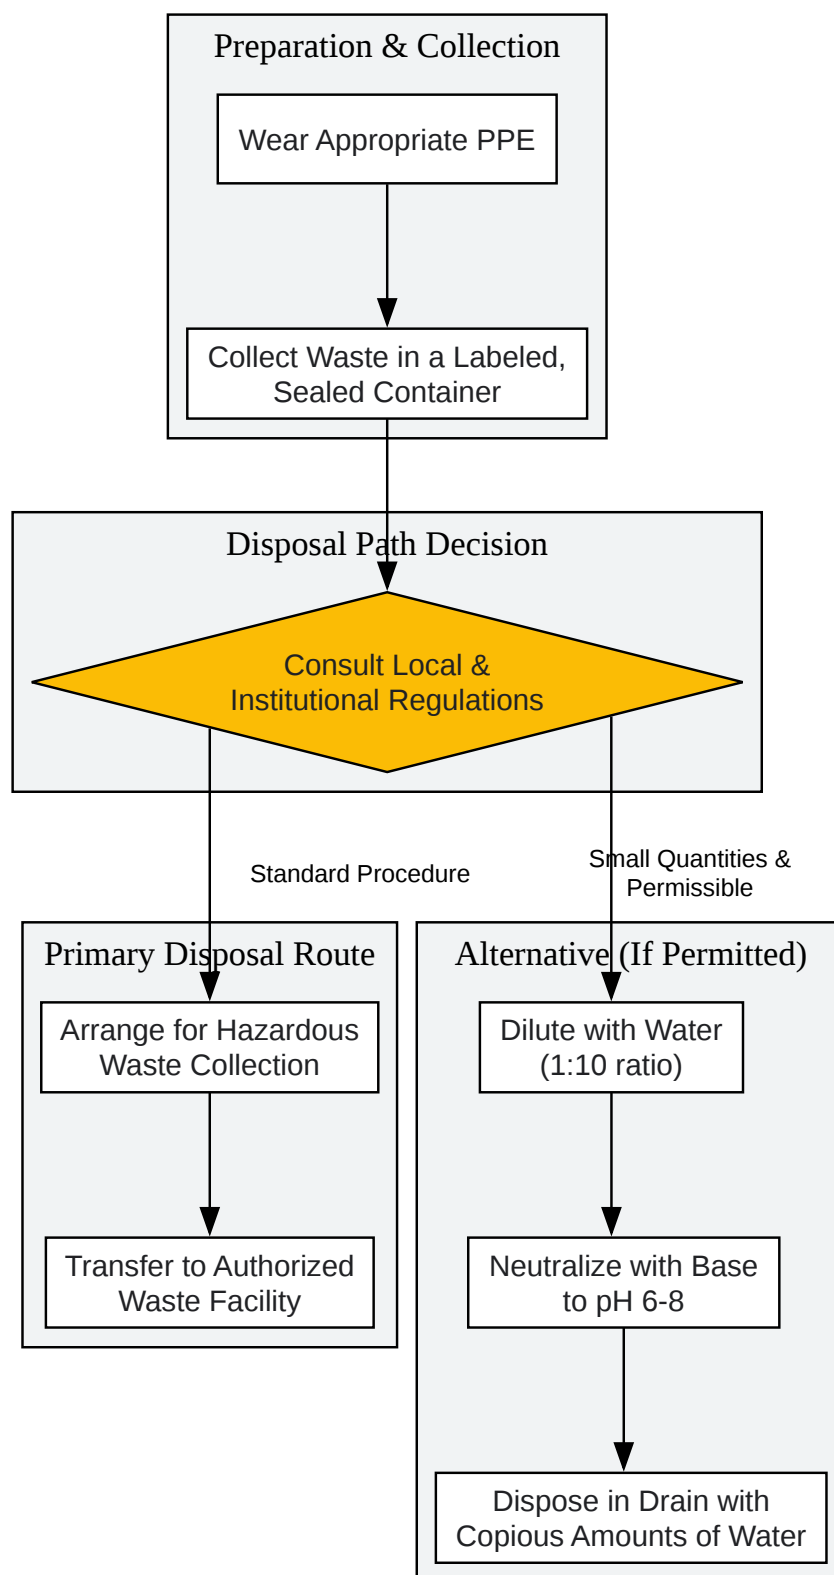 Preparation & Collection
Wear Appropriate PPE
Collect Waste in a Labeled,
Sealed Container
Disposal Path Decision
Consult Local &
Institutional Regulations
Standard Procedure
Small Quantities &
Permissible
Primary Disposal Route
Arrange for Hazardous
Waste Collection
Transfer to Authorized
Waste Facility
Alternative (If Permitted)
Dilute with Water
(1:10 ratio)
Neutralize with Base
to pH 6-8
Dispose in Drain with
Copious Amounts of Water